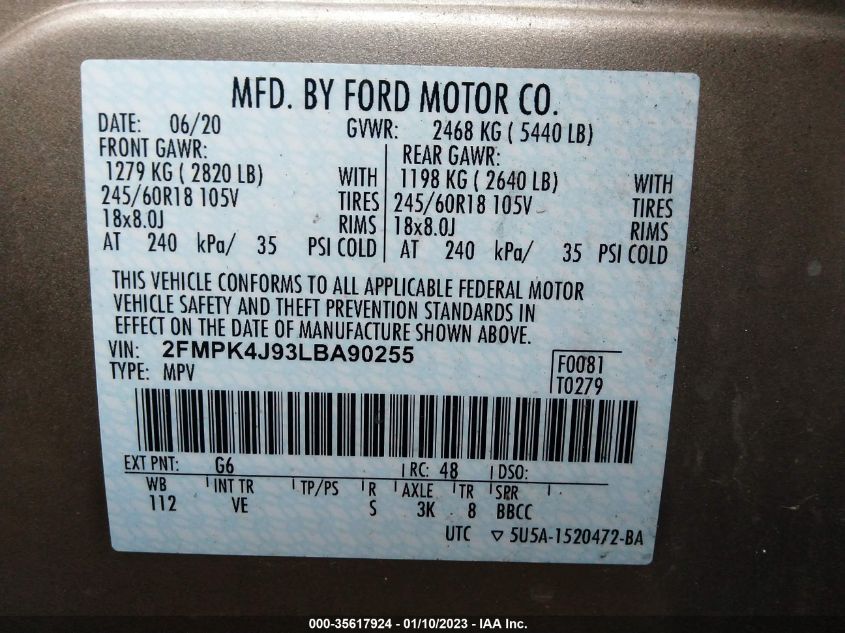 MFD. BY FORD MOTOR CO.
DATE: 06/20 GVWR: 2468 KG ( 5440 LB)
FRONT GAWR: REAR GAWR:
1279 KG ( 2820 LB) WITH 1198 KG ( 2640 LB) WITH
245/60R18 105V TIRES 245/60R18 105V TIRES
18x8.0J RIMS 18x8.0J RIMS
AT 240 kPa/ 35 PSI COLD AT 240 kPa/ 35 PSI COLD
THIS VEHICLE CONFORMS TO ALL APPLICABLE FEDERAL MOTOR
VEHICLE SAFETY AND THEFT PREVENTION STANDARDS IN
EFFECT ON THE DATE OF MANUFACTURE SHOWN ABOVE.
VIN: 2FMPK4J93LBA90255 F0081
TYPE: MPV T0279
EXT PNT: G6 RC: 48 DSO:
WB INT TR TP/PS R AXLE TR SPR
112 VE S 3K 8 BBCC
UTC ▽ 5U5A-1520472-BA
000-35617924 - 01/10/2023 - IAA Inc.